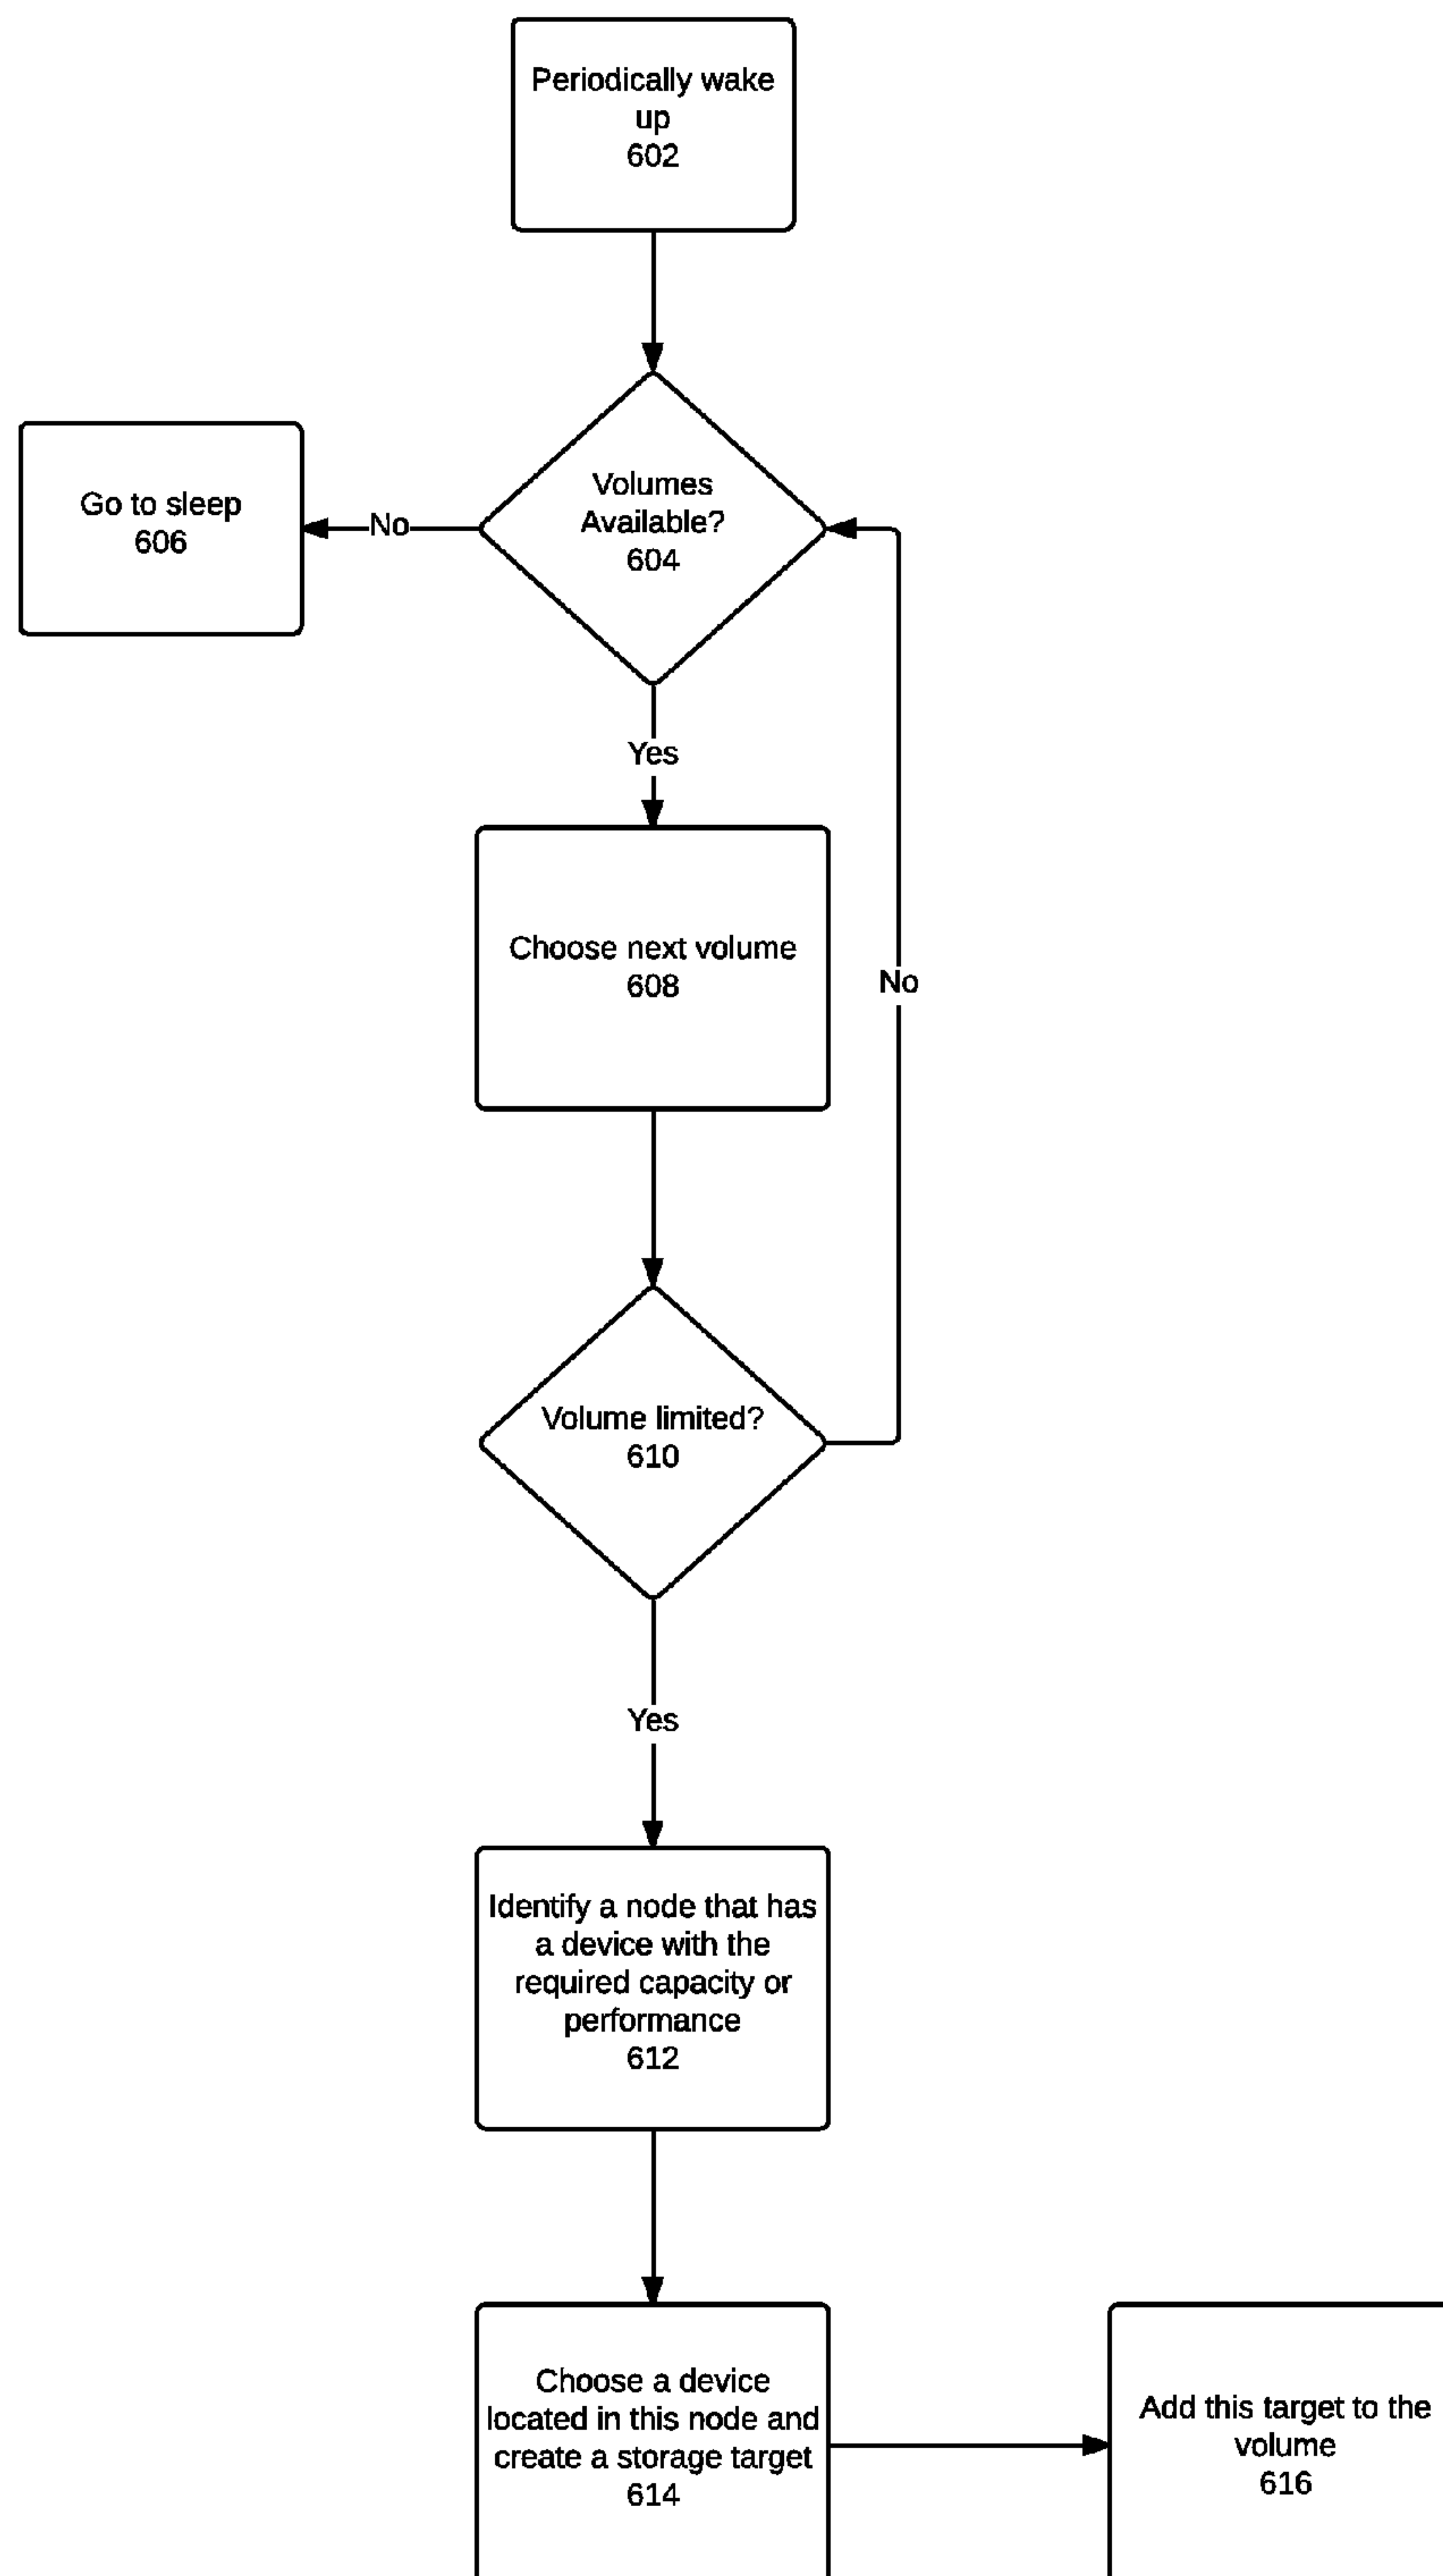 Periodically wake
up
602
Volumes
Available?
604
Go to sleep
606
No
Yes
Choose next volume
608
No
Volume limited?
610
Yes
Identify a node that has
a device with the
required capacity or
performance
612
Choose a device
located in this node and
create a storage target
614
Add this target to the
volume
616